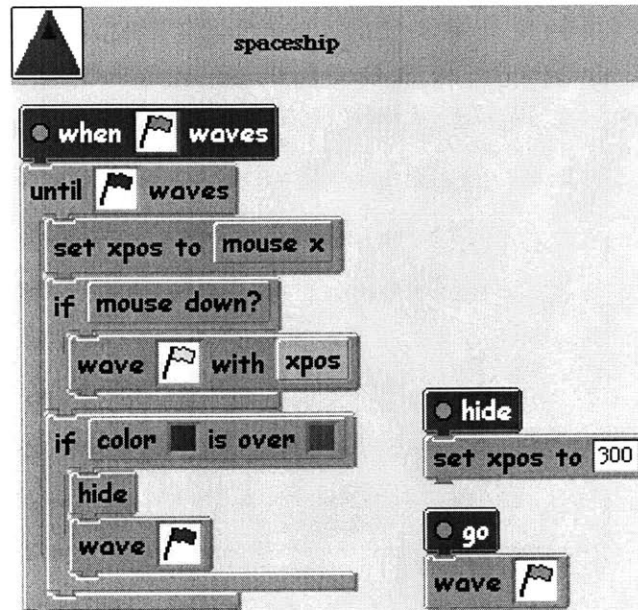 spaceship
when waves
until waves
set xpos to mouse x
if mouse down?
wave with xpos
if color is over
hide
wave
hide
set xpos to 300
go
wave